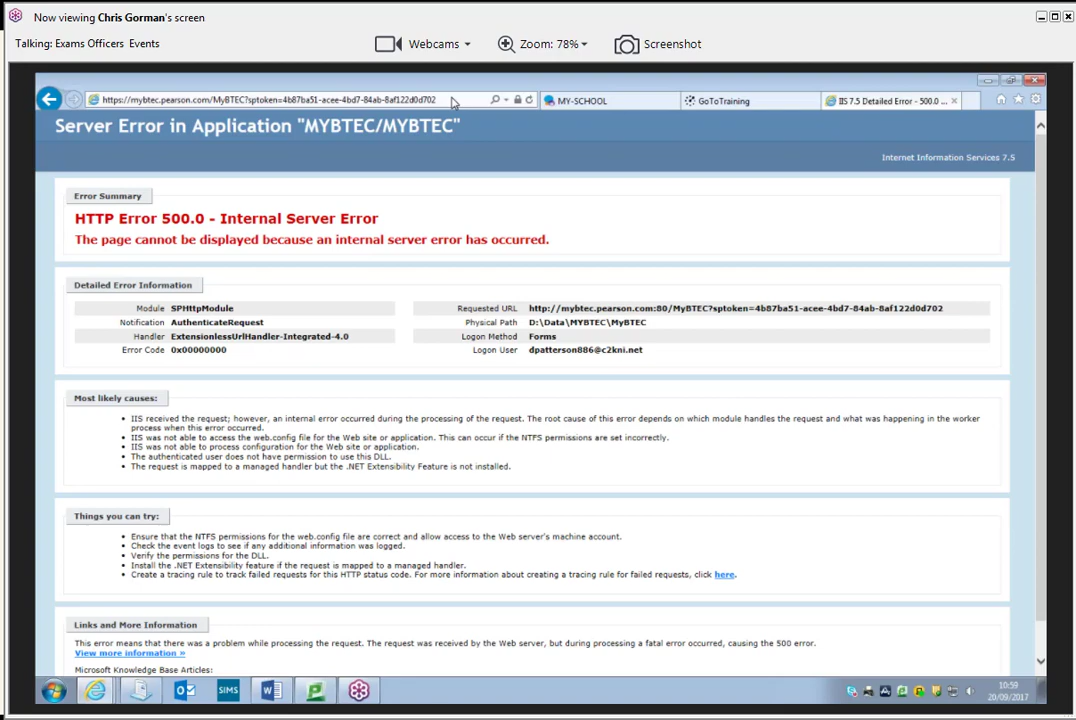 Now viewing Chris Gorman's screen
Talking: Exams Officers Events
Webcams
Zoom: 78%
Screenshot
https://mybtec.pearson.com/MyBTEC?sptoken=4b87ba51-acee-4bd7-84ab-8af122d0d702
MY-SCHOOL
GoToTraining
IIS 7.5 Detailed Error - 500.0 ...
Server Error in Application "MYBTEC/MYBTEC"
Internet Information Services 7.5
Error Summary
HTTP Error 500.0 - Internal Server Error
The page cannot be displayed because an internal server error has occurred.
Detailed Error Information
Module SPHttpModule
Notification AuthenticateRequest
Handler ExtensionlessUrlHandler-Integrated-4.0
Error Code 0x00000000
Requested URL http://mybtec.pearson.com:80/MyBTEC?sptoken=4b87ba51-acee-4bd7-84ab-8af122d0d702
Physical Path D:\Data\MYBTEC\MyBTEC
Logon Method Forms
Logon User dpatterson886@c2kni.net
Most likely causes:
• IIS received the request; however, an internal error occurred during the processing of the request. The root cause of this error depends on which module handles the request and what was happening in the worker
process when this error occurred.
• IIS was not able to access the web.config file for the Web site or application. This can occur if the NTFS permissions are set incorrectly.
• IIS was not able to process configuration for the Web site or application.
• The authenticated user does not have permission to use this DLL.
• The request is mapped to a managed handler but the .NET Extensibility Feature is not installed.
Things you can try:
• Ensure that the NTFS permissions for the web.config file are correct and allow access to the Web server's machine account.
• Check the event logs to see if any additional information was logged.
• Verify the permissions for the DLL.
• Install the .NET Extensibility feature if the request is mapped to a managed handler.
• Create a tracing rule to track failed requests for this HTTP status code. For more information about creating a tracing rule for failed requests, click here.
Links and More Information
This error means that there was a problem while processing the request. The request was received by the Web server, but during processing a fatal error occurred, causing the 500 error.
View more information »
Microsoft Knowledge Base Articles:
SIMS
10:59
20/09/2017